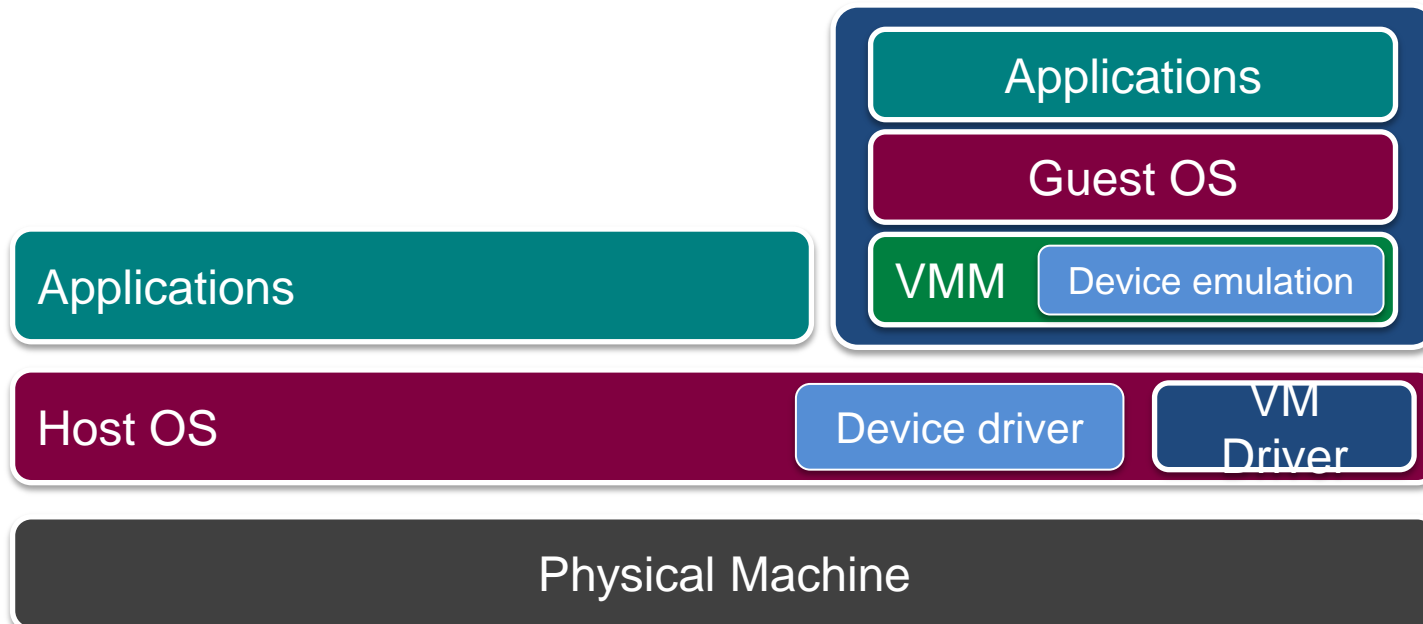 Applications
Guest OS
VMM
Device emulation
Applications
Host OS
Device driver
VM
Driver
Physical Machine